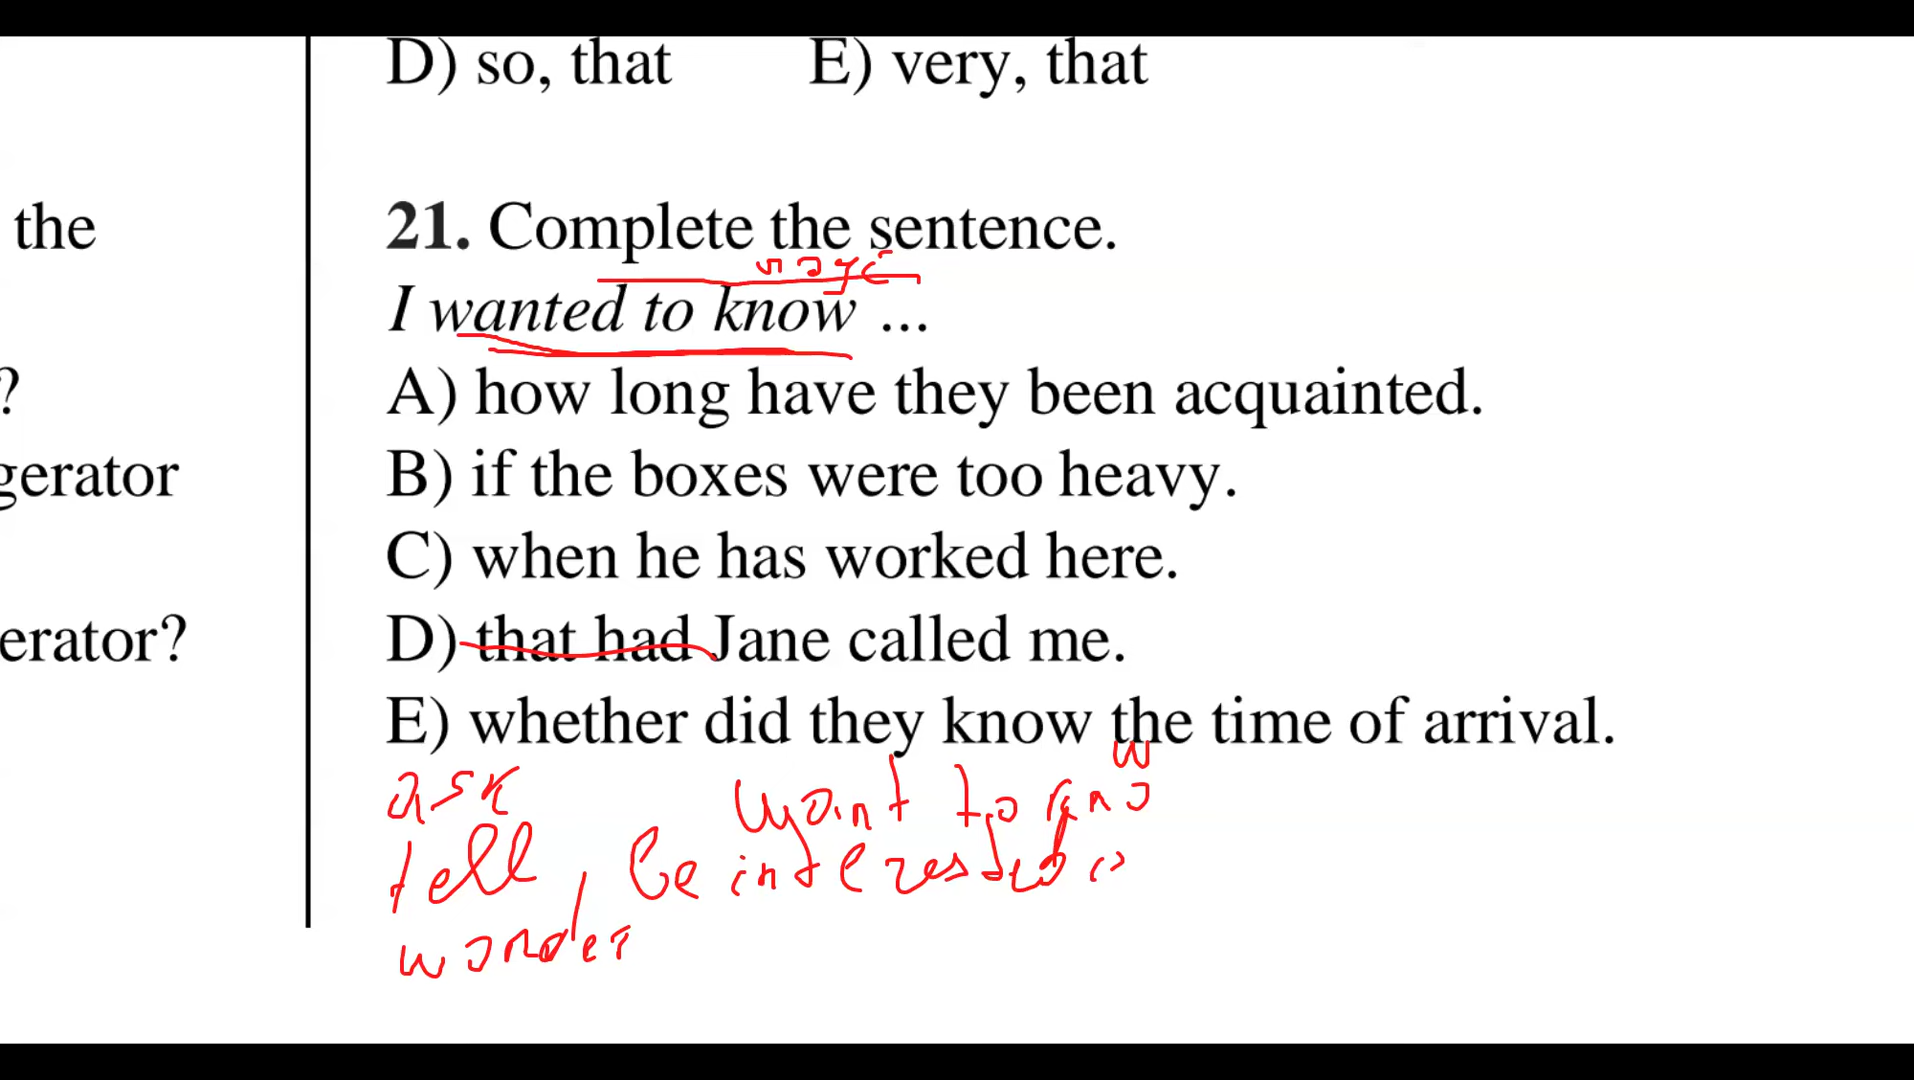 D) so, that E) very, that
the
21. Complete the sentence.
I wanted to know ...
?
A) how long have they been acquainted.
gerator
B) if the boxes were too heavy.
C) when he has worked here.
erator?
D) that had Jane called me.
E) whether did they know the time of arrival.
ask want to know
tell, be interested
wonder